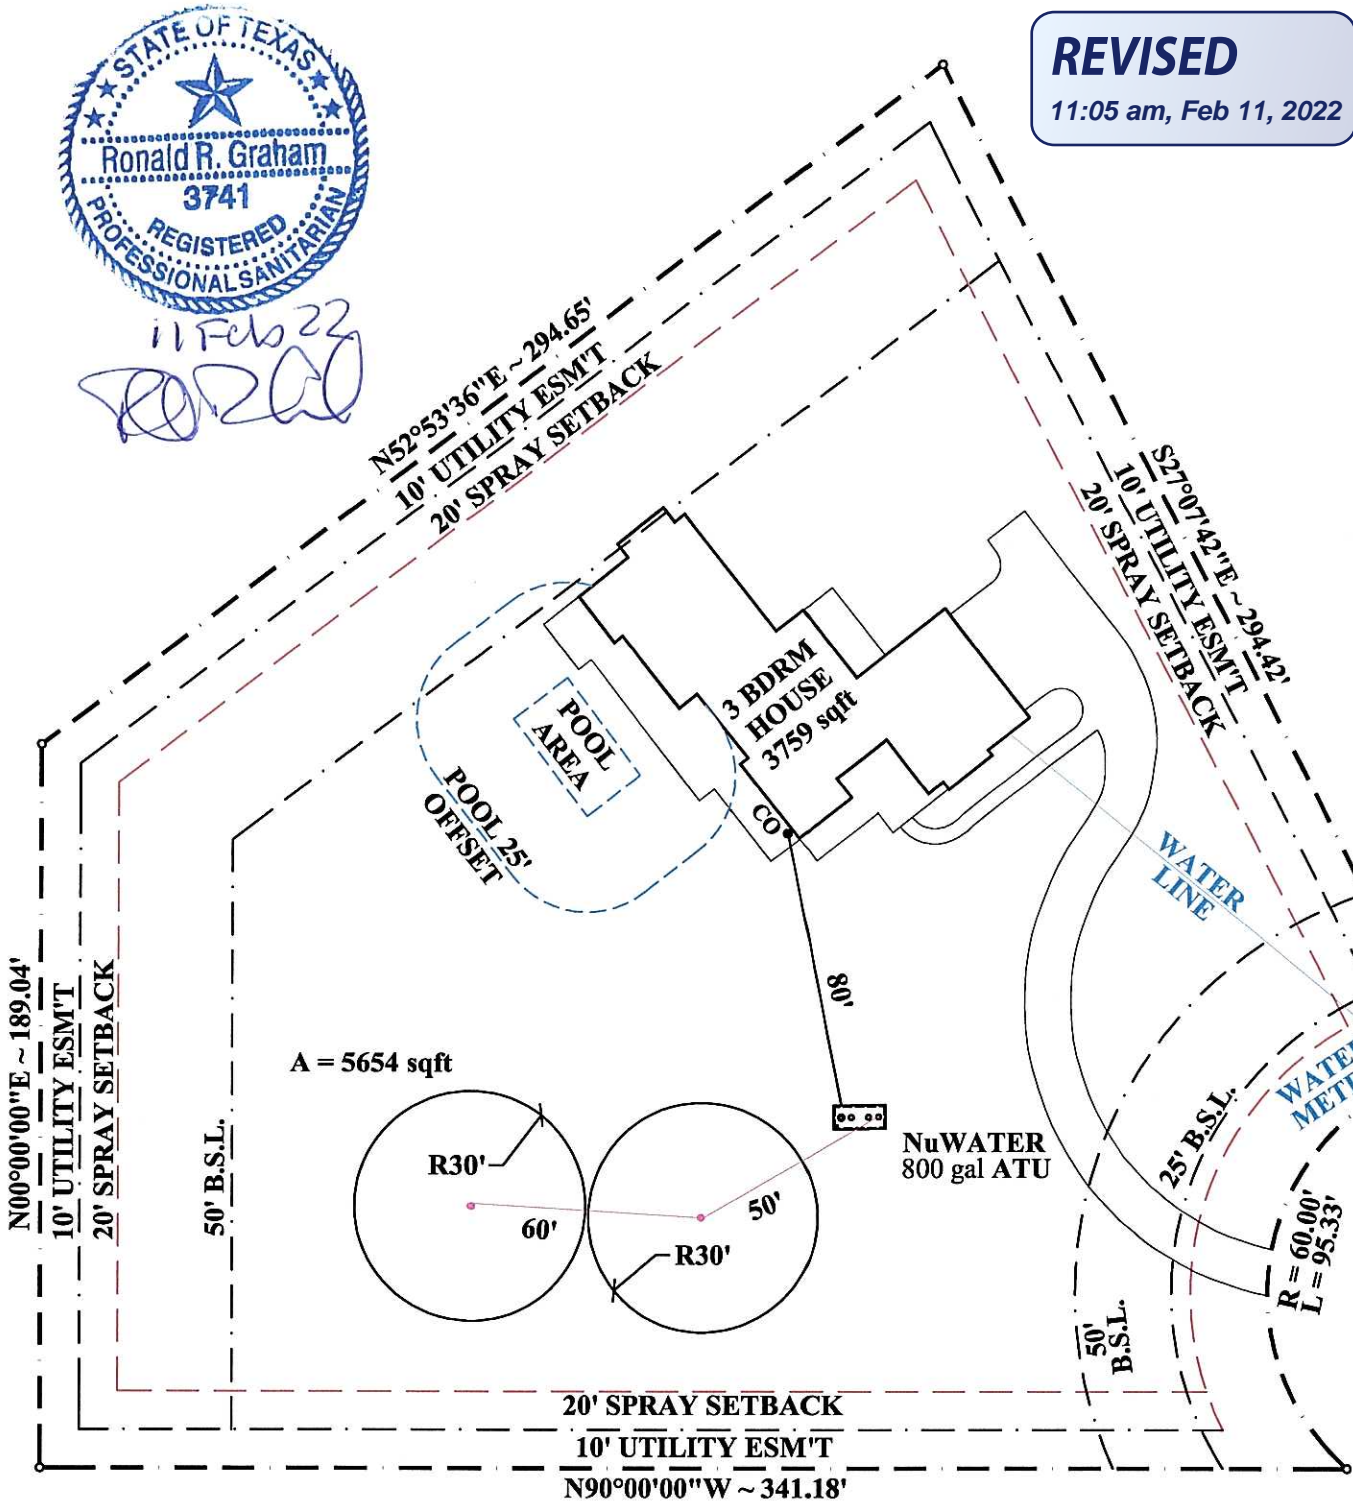 STATE OF TEXAS
Ronald R. Graham
3741
REGISTERED
PROFESSIONAL SANITARIAN
11 Feb 22
REVISED
11:05 am, Feb 11, 2022
N52°53'36"E ~ 294.65'
10' UTILITY ESM'T
20' SPRAY SETBACK
S27°07'42"E ~ 294.42'
10' UTILITY ESM'T
20' SPRAY SETBACK
3 BDRM
HOUSE
3759 sqft
POOL
AREA
POOL 25'
OFFSET
CO
WATER
LINE
80'
N00°00'00"E ~ 189.04'
10' UTILITY ESM'T
20' SPRAY SETBACK
50' B.S.L.
A = 5654 sqft
R30'
60'
R30'
50'
NuWATER
800 gal ATU
WATER
METE
25' B.S.L.
50'
B.S.L.
R = 60.00'
L = 95.33'
20' SPRAY SETBACK
10' UTILITY ESM'T
N90°00'00"W ~ 341.18'